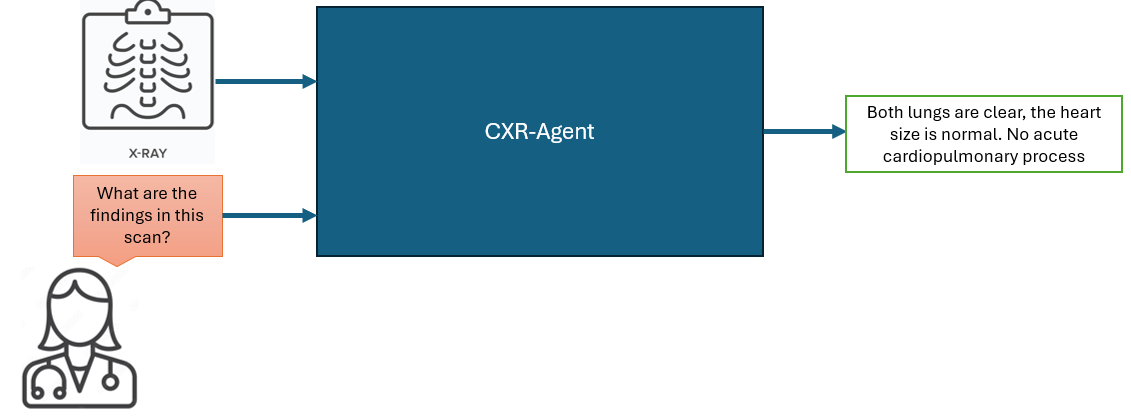 X-RAY
What are the
findings in this
scan?
CXR-Agent
Both lungs are clear, the heart
size is normal. No acute
cardiopulmonary process